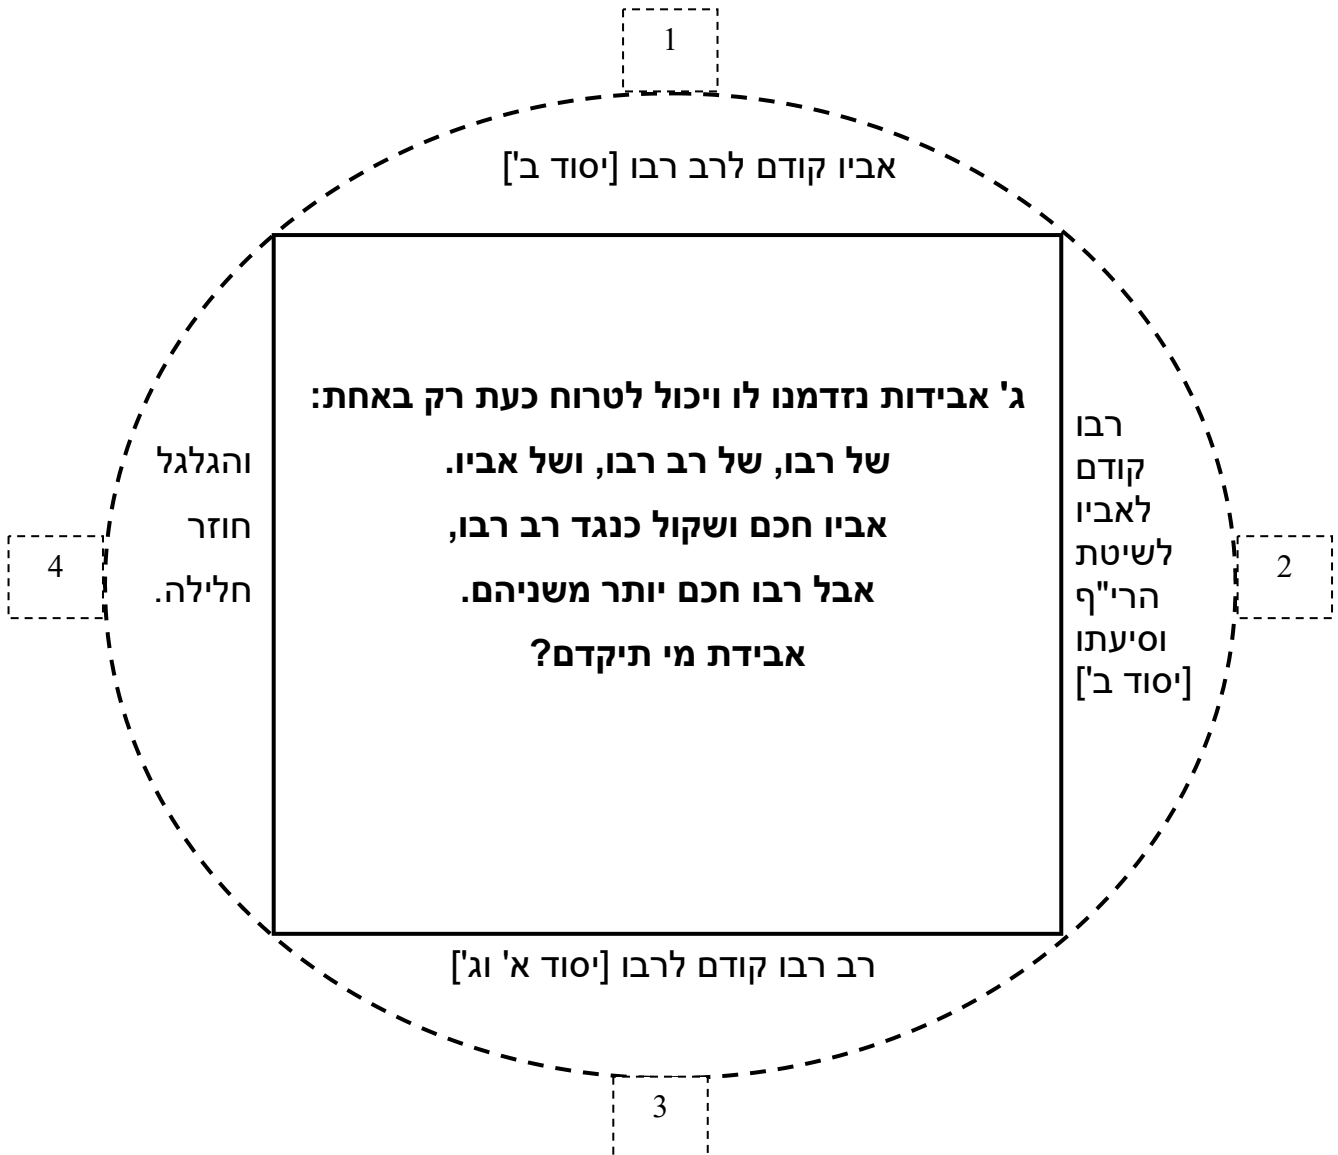 1
אביו קודם לרב רבו [יסוד ב']
ג' אבידות נזדמנו לו ויכול לטרוח כעת רק באחת:
של רבו, של רב רבו, ושל אביו.
אביו חכם ושקול כנגד רב רבו,
אבל רבו חכם יותר משניהם.
אבידת מי תיקדם?
רבו
קודם
לאביו
לשיטת
הרי"ף
וסיעתו
[יסוד ב']
2
רב רבו קודם לרבו [יסוד א' וג']
3
והגלגל
חוזר
חלילה.
4